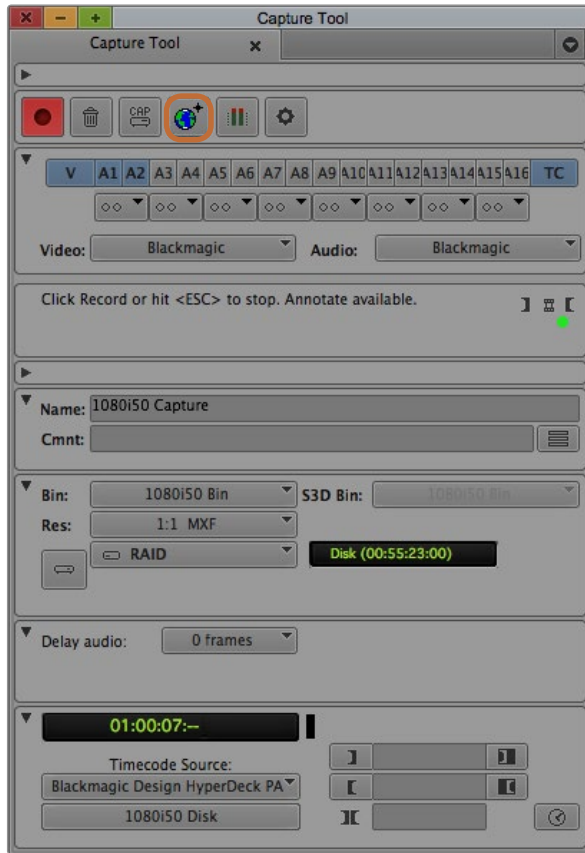 Capture Tool
Capture Tool
CAP
V A1 A2 A3 A4 A5 A6 A7 A8 A9 A10 A11 A12 A13 A14 A15 A16 TC
Video: Blackmagic Audio: Blackmagic
Click Record or hit <ESC> to stop. Annotate available.
Name: 1080i50 Capture
Cmnt:
Bin: 1080i50 Bin S3D Bin: 1080i50 Bin
Res: 1:1 MXF
RAID Disk (00:55:23:00)
Delay audio: 0 frames
01:00:07:--
Timecode Source:
Blackmagic Design HyperDeck PA
1080i50 Disk